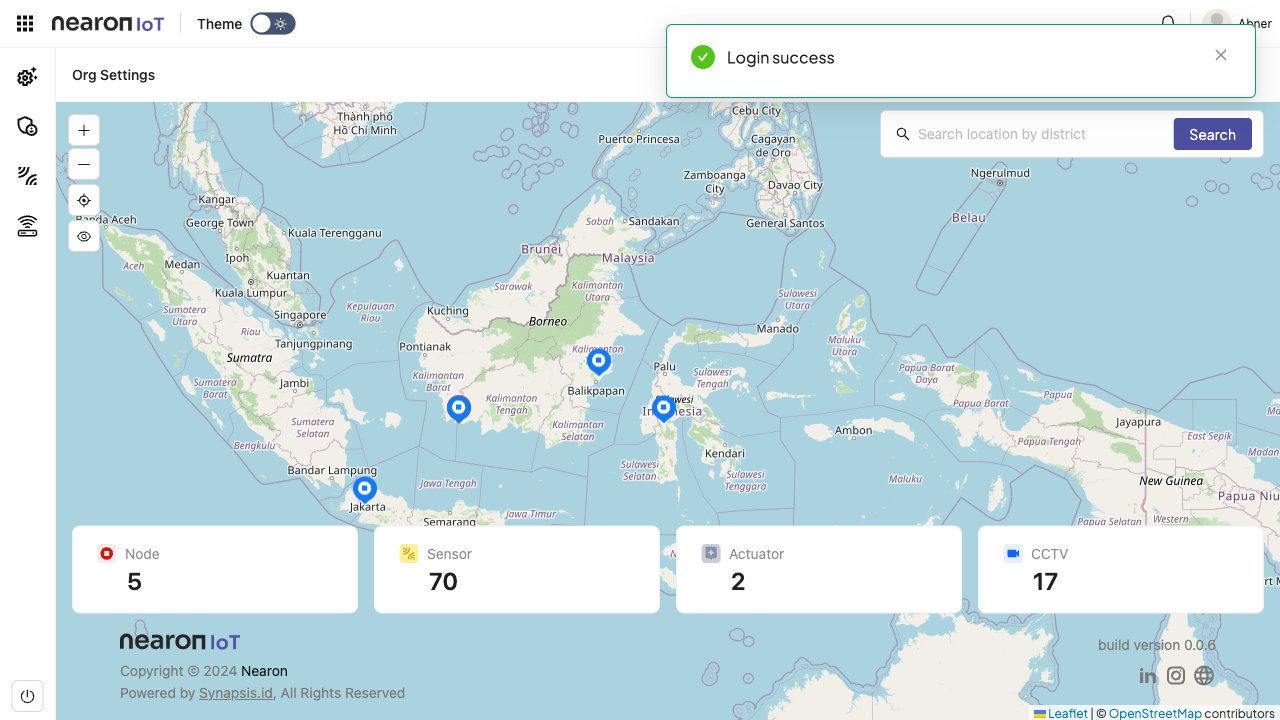 nearon IoT
Theme
Abner
Login success
Org Settings
Search location by district
Search
Thành phố
Hồ Chí Minh
Puerto Princesa
Cebu City
Cagayan
de Oro
Zamboanga
City
Davao City
General Santos
Ngerulmud
Belau
Banda Aceh
Kangar
George Town
Kuala Terengganu
Ipoh
Kuantan
Kuala Lumpur
Medan
Aceh
Sumatera
Utara
Riau
Singapore
Tanjungpinang
Kepulauan
Riau
Sumatra
Jambi
Sumatera
Barat
Sumatera
Selatan
Bengkulu
Bandar Lampung
Jakarta
Semarang
Jawa Tengah
Jawa Timur
Brunei
Sabah
Sandakan
Malaysia
Sarawak
Kuching
Borneo
Kalimantan
Utara
Pontianak
Kalimantan
Barat
Kalimantan
Tengah
Kalimantan
Balikpapan
Kalimantan
Selatan
Palu
Sulawesi
Utara
Manado
Sulawesi
Tengah
Maluku
Utara
Indonesia
Kendari
Sulawesi
Selatan
Sulawesi
Tenggara
Ambon
Maluku
Papua Barat
Daya
Papua Barat
Papua
Papua Tengah
Jayapura
East Sepik
Madan
New Guinea
Papua Niu
Papua Selatan
Western
Node
5
Sensor
70
Actuator
2
CCTV
17
nearon IoT
Copyright © 2024 Nearon
Powered by Synapsis.id, All Rights Reserved
build version 0.0.6
Leaflet | © OpenStreetMap contributors